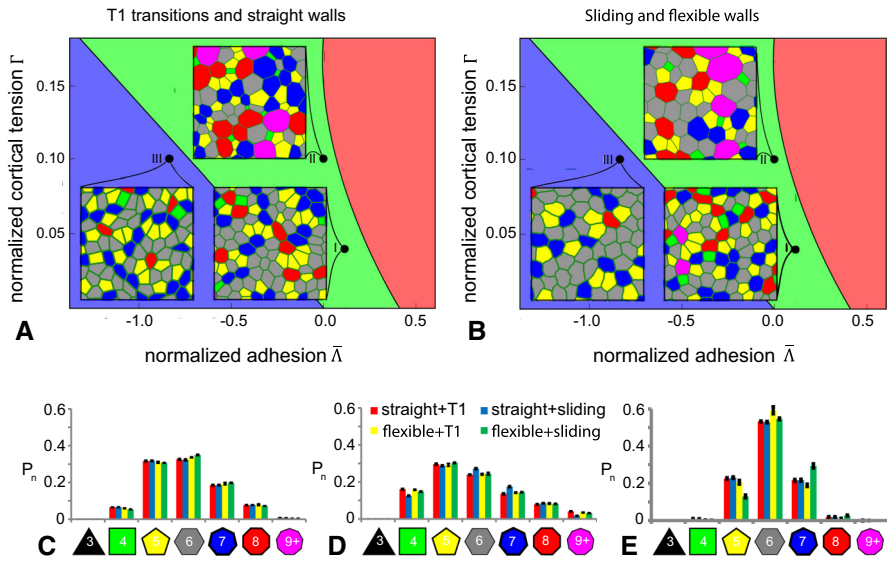 T1 transitions and straight walls
normalized cortical tension Γ
0.15
0.10
0.05
III
II
I
-1.0
-0.5
0.0
A
normalized adhesion Λ̄
Sliding and flexible walls
normalized cortical tension Γ
0.15
0.10
0.05
III
II
I
-1.0
-0.5
0.0
B
normalized adhesion Λ̄
0.6
0.4
Pn
0.2
0
C
3 4 5 6 7 8 9+
0.6
straight+T1 straight+sliding
flexible+T1 flexible+sliding
0.4
Pn
0.2
0
D
3 4 5 6 7 8 9+
0.6
0.4
Pn
0.2
0
E
3 4 5 6 7 8 9+